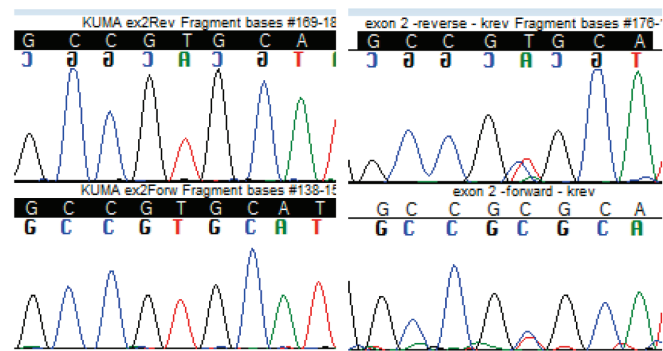 KUMA ex2Rev Fragment bases #169-18
G C C G T G C A
C G G C A C G T A
exon 2 -reverse - krev Fragment bases #176-1
G C C G T G C A
C G G C A C G T
KUMA ex2Forw Fragment bases #138-15
G C C G T G C A T
G C C G T G C A T
exon 2 -forward - krev
G C C G C G C A
G C C G C G C A